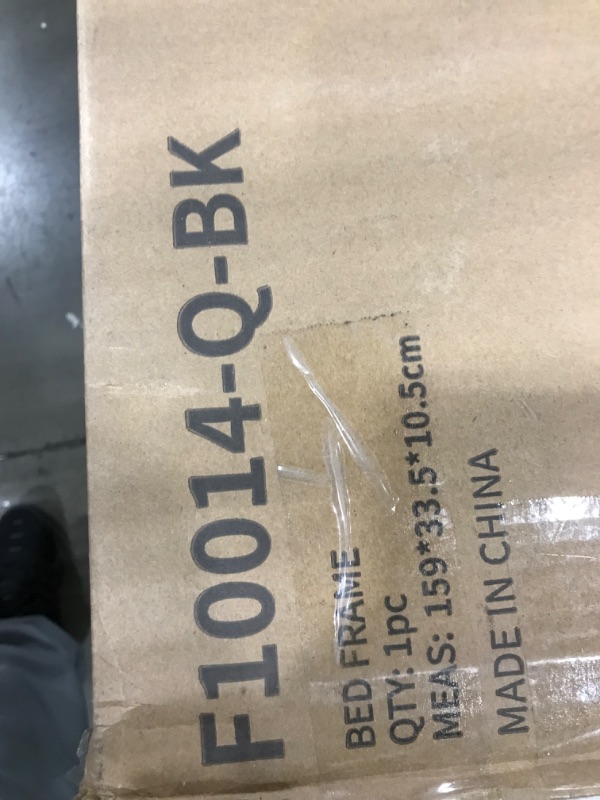 F10014-Q-BK
BED FRAME
QTY: 1pc
MEAS: 159*33.5*10.5cm
MADE IN CHINA